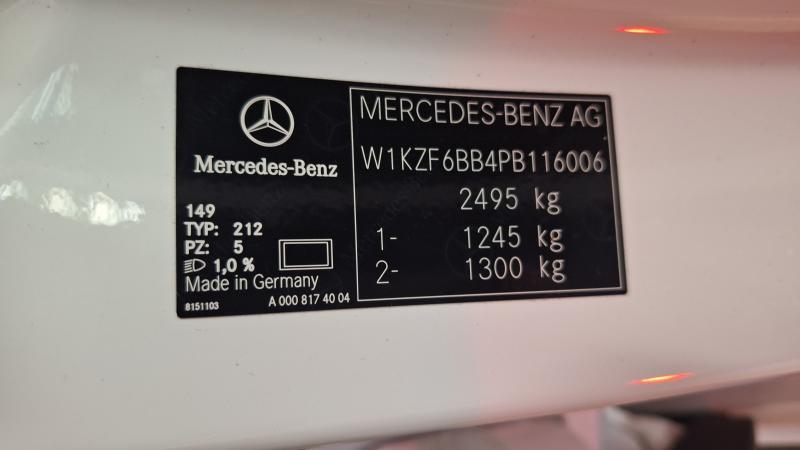 Mercedes-Benz
149
TYP: 212
PZ: 5
1,0 %
Made in Germany
8151103
A 000 817 40 04
MERCEDES-BENZ AG
W1KZF6BB4PB116006
2495 kg
1- 1245 kg
2- 1300 kg